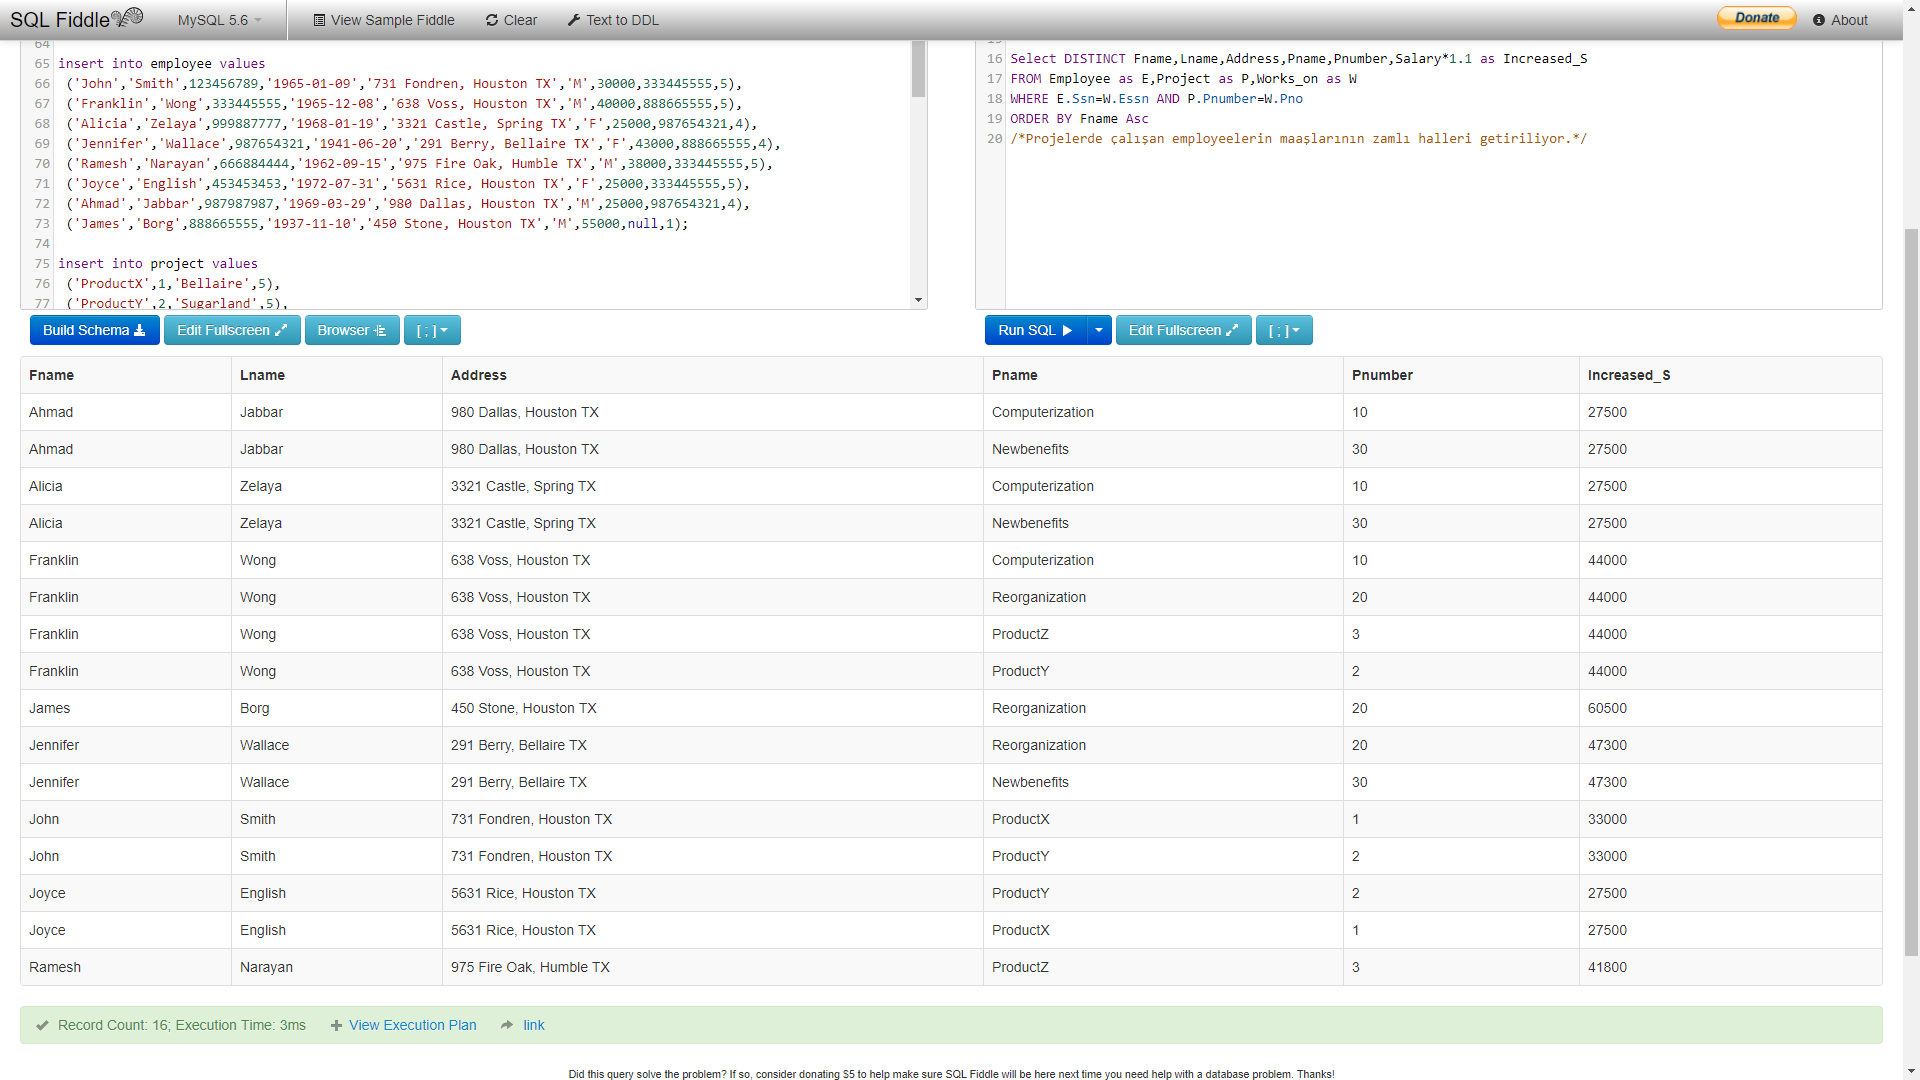 SQL Fiddle MySQL 5.6 View Sample Fiddle Clear Text to DDL Donate About
64
65 insert into employee values
66 ('John','Smith',123456789,'1965-01-09','731 Fondren, Houston TX','M',30000,333445555,5),
67 ('Franklin','Wong',333445555,'1965-12-08','638 Voss, Houston TX','M',40000,888665555,5),
68 ('Alicia','Zelaya',999887777,'1968-01-19','3321 Castle, Spring TX','F',25000,987654321,4),
69 ('Jennifer','Wallace',987654321,'1941-06-20','291 Berry, Bellaire TX','F',43000,888665555,4),
70 ('Ramesh','Narayan',666884444,'1962-09-15','975 Fire Oak, Humble TX','M',38000,333445555,5),
71 ('Joyce','English',453453453,'1972-07-31','5631 Rice, Houston TX','F',25000,333445555,5),
72 ('Ahmad','Jabbar',987987987,'1969-03-29','980 Dallas, Houston TX','M',25000,987654321,4),
73 ('James','Borg',888665555,'1937-11-10','450 Stone, Houston TX','M',55000,null,1);
74
75 insert into project values
76 ('ProductX',1,'Bellaire',5),
77 ('ProductY',2,'Sugarland',5),
15
16 Select DISTINCT Fname,Lname,Address,Pname,Pnumber,Salary*1.1 as Increased_S
17 FROM Employee as E,Project as P,Works_on as W
18 WHERE E.Ssn=W.Essn AND P.Pnumber=W.Pno
19 ORDER BY Fname Asc
20 /*Projelerde çalışan employeelerin maaşlarının zamlı halleri getiriliyor.*/
Build Schema Edit Fullscreen Browser [ ; ]
Run SQL Edit Fullscreen [ ; ]
Fname Lname Address Pname Pnumber Increased_S
Ahmad Jabbar 980 Dallas, Houston TX Computerization 10 27500
Ahmad Jabbar 980 Dallas, Houston TX Newbenefits 30 27500
Alicia Zelaya 3321 Castle, Spring TX Computerization 10 27500
Alicia Zelaya 3321 Castle, Spring TX Newbenefits 30 27500
Franklin Wong 638 Voss, Houston TX Computerization 10 44000
Franklin Wong 638 Voss, Houston TX Reorganization 20 44000
Franklin Wong 638 Voss, Houston TX ProductZ 3 44000
Franklin Wong 638 Voss, Houston TX ProductY 2 44000
James Borg 450 Stone, Houston TX Reorganization 20 60500
Jennifer Wallace 291 Berry, Bellaire TX Reorganization 20 47300
Jennifer Wallace 291 Berry, Bellaire TX Newbenefits 30 47300
John Smith 731 Fondren, Houston TX ProductX 1 33000
John Smith 731 Fondren, Houston TX ProductY 2 33000
Joyce English 5631 Rice, Houston TX ProductY 2 27500
Joyce English 5631 Rice, Houston TX ProductX 1 27500
Ramesh Narayan 975 Fire Oak, Humble TX ProductZ 3 41800
Record Count: 16; Execution Time: 3ms View Execution Plan link
Did this query solve the problem? If so, consider donating $5 to help make sure SQL Fiddle will be here next time you need help with a database problem. Thanks!